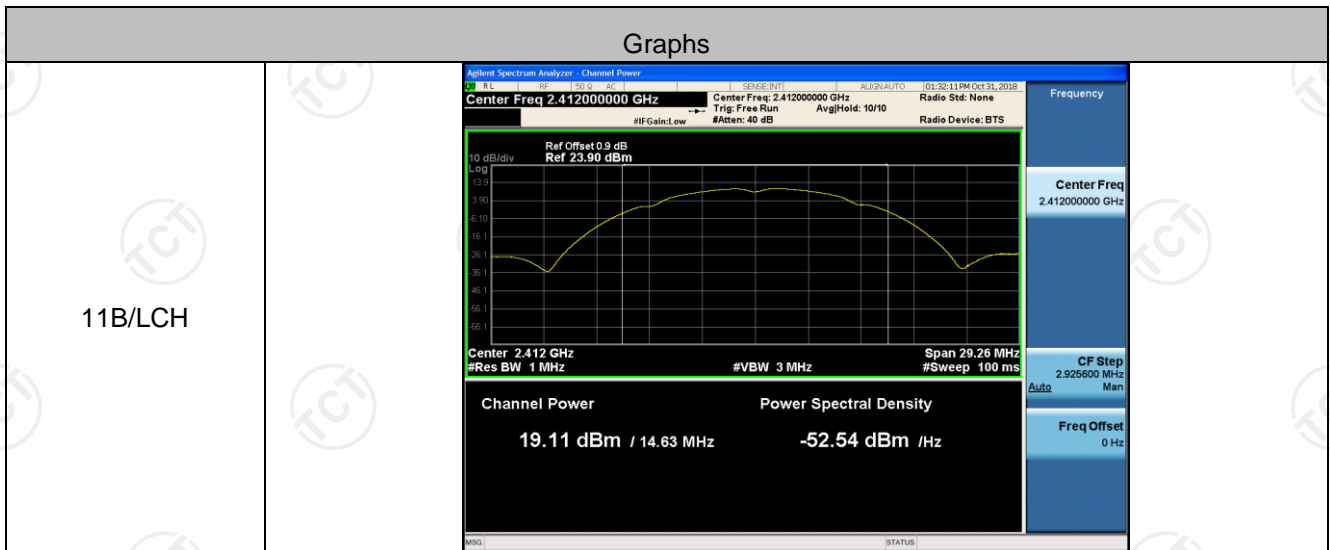 Graphs
11B/LCH
Agilent Spectrum Analyzer - Channel Power
RL RF 50 Ω AC SENSE:INT ALIGN AUTO 01:32:11 PM Oct 31, 2018
Center Freq 2.412000000 GHz
Center Freq: 2.412000000 GHz
Radio Std: None
Trig: Free Run Avg|Hold: 10/10
#IFGain:Low
#Atten: 40 dB
Radio Device: BTS
Ref Offset 0.9 dB
10 dB/div Ref 23.90 dBm
Log
13.9
3.90
-6.10
-16.1
-26.1
-36.1
-46.1
-56.1
-66.1
Center 2.412 GHz
Span 29.26 MHz
#Res BW 1 MHz
#VBW 3 MHz
#Sweep 100 ms
Channel Power
Power Spectral Density
19.11 dBm / 14.63 MHz
-52.54 dBm /Hz
MSG
STATUS
Frequency
Center Freq
2.412000000 GHz
CF Step
2.925600 MHz
Auto Man
Freq Offset
0 Hz
TCT
TCT
TCT
TCT